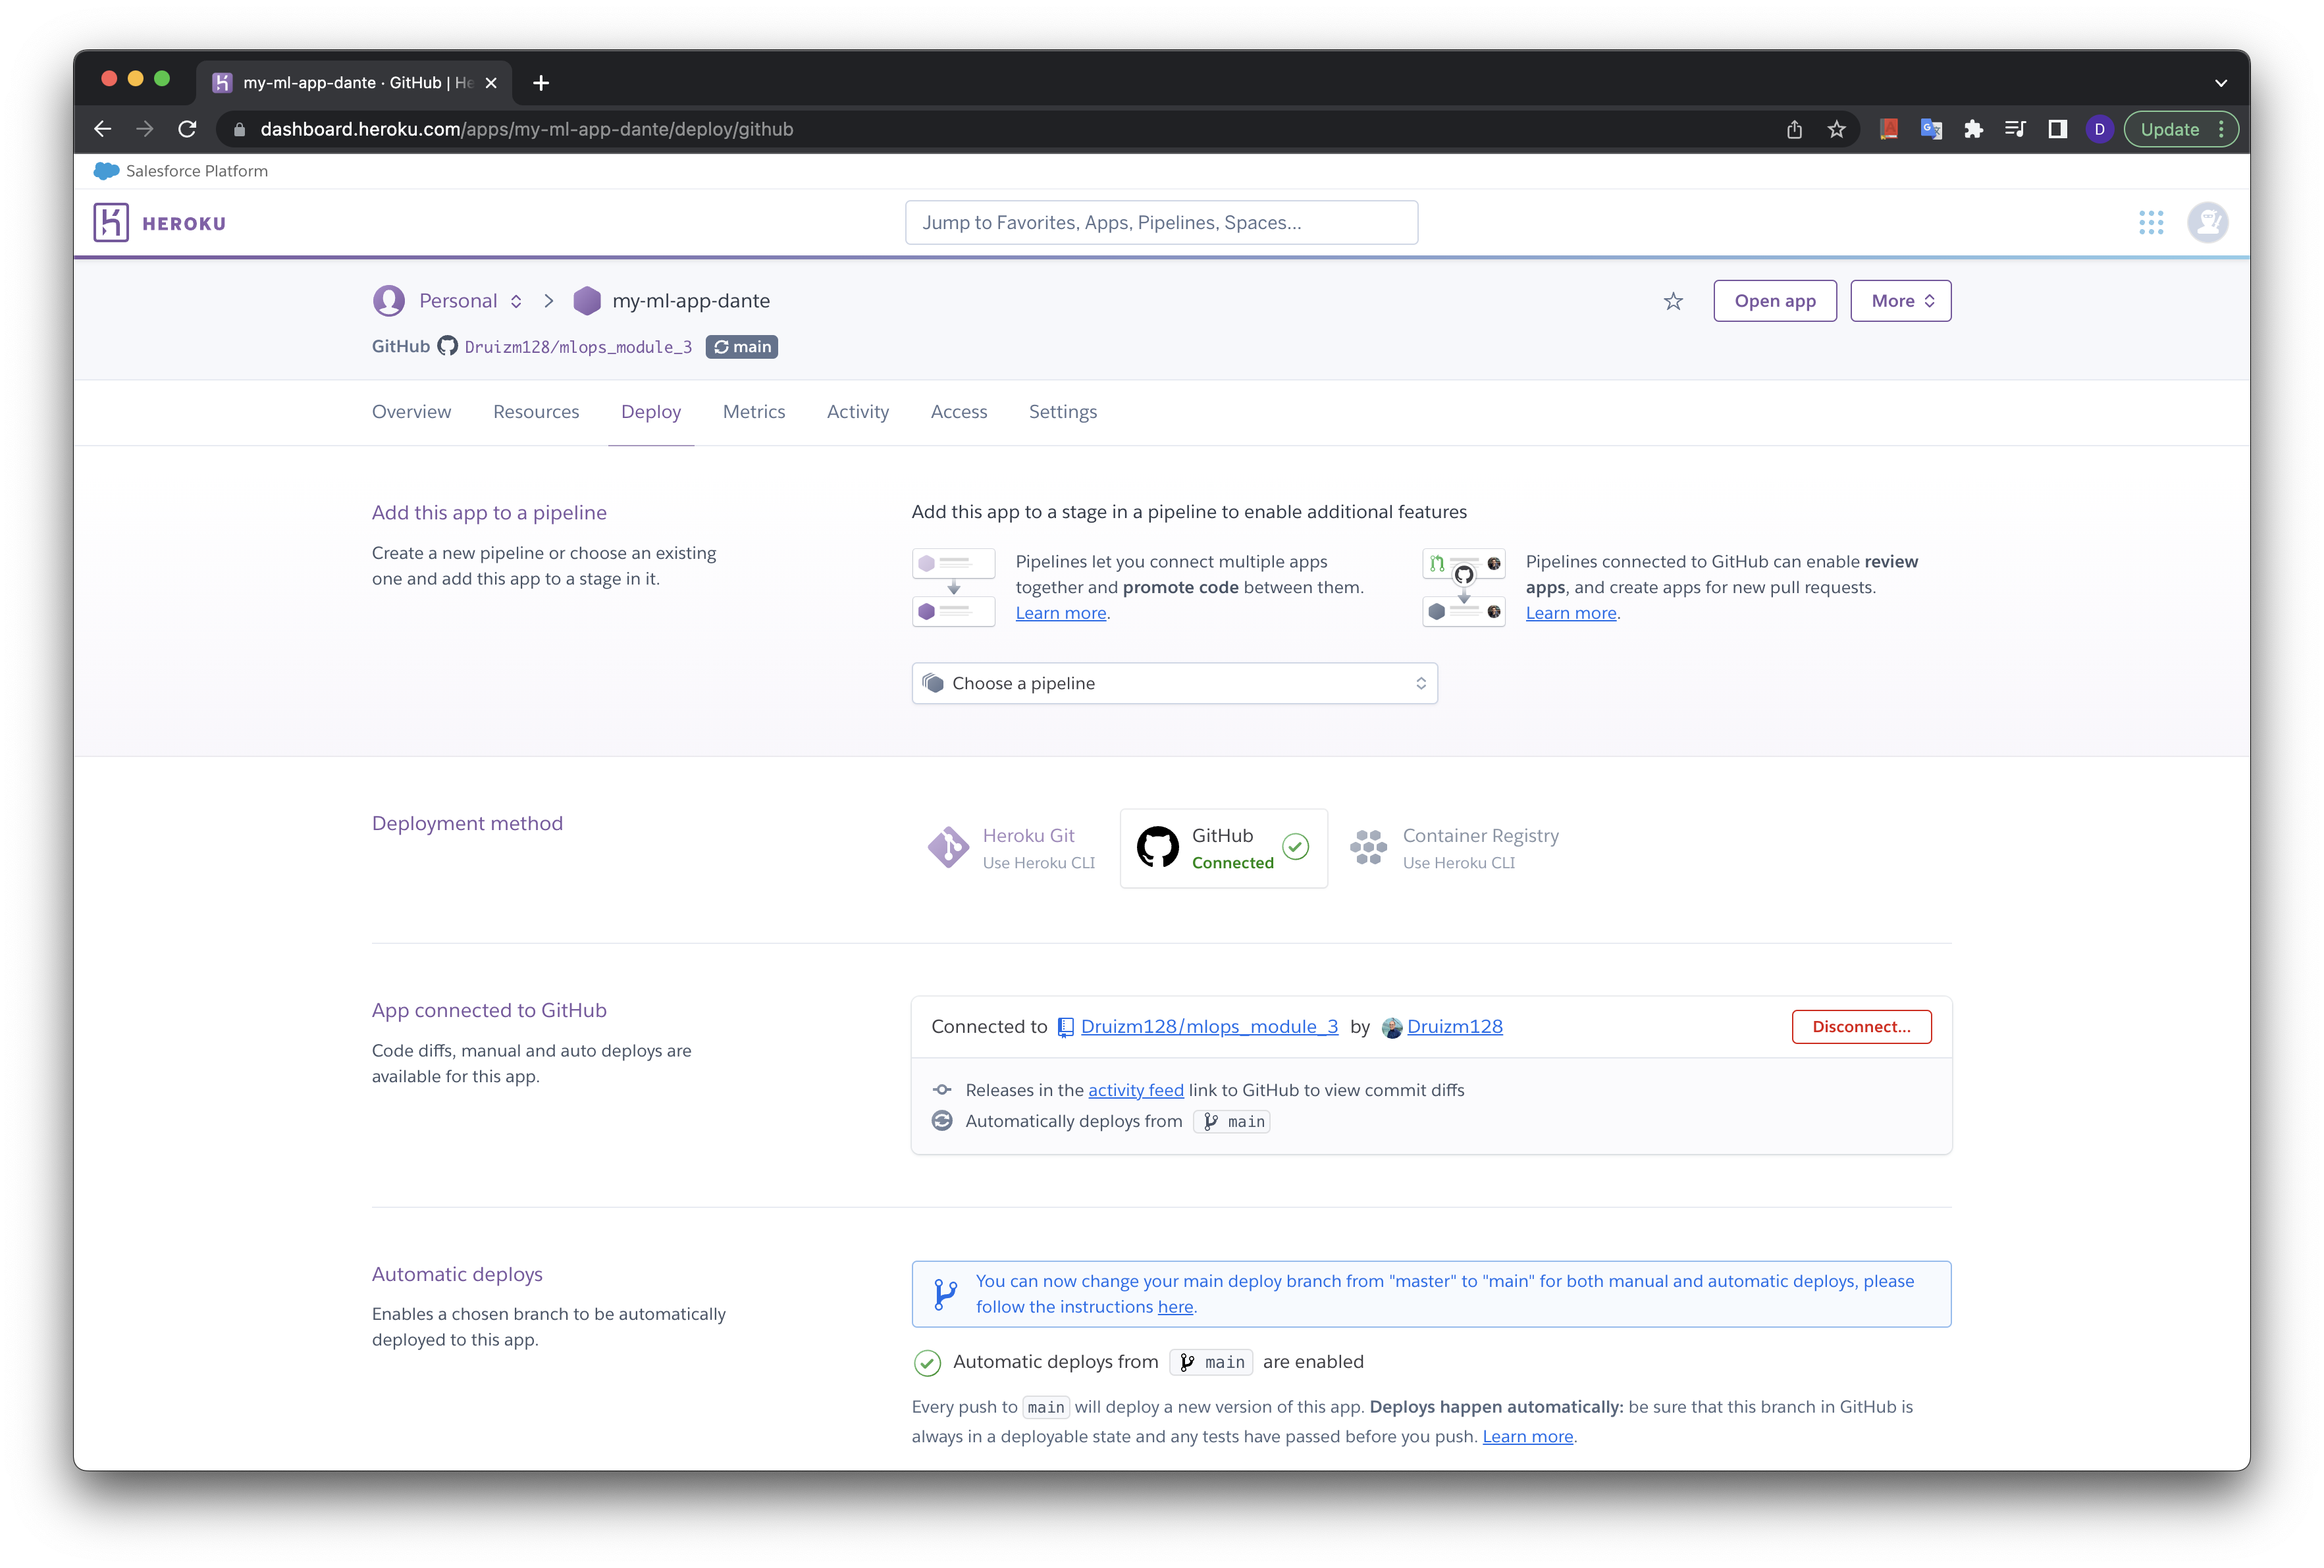 my-ml-app-dante · GitHub | He
dashboard.heroku.com/apps/my-ml-app-dante/deploy/github
D
Update
Salesforce Platform
HEROKU
Jump to Favorites, Apps, Pipelines, Spaces...
Personal
my-ml-app-dante
Open app
More
GitHub Druizm128/mlops_module_3 main
Overview
Resources
Deploy
Metrics
Activity
Access
Settings
Add this app to a pipeline
Create a new pipeline or choose an existing
one and add this app to a stage in it.
Add this app to a stage in a pipeline to enable additional features
Pipelines let you connect multiple apps
together and promote code between them.
Learn more.
Pipelines connected to GitHub can enable review
apps, and create apps for new pull requests.
Learn more.
Choose a pipeline
Deployment method
Heroku Git
Use Heroku CLI
GitHub
Connected
Container Registry
Use Heroku CLI
App connected to GitHub
Code diffs, manual and auto deploys are
available for this app.
Connected to Druizm128/mlops_module_3 by Druizm128
Disconnect...
Releases in the activity feed link to GitHub to view commit diffs
Automatically deploys from main
Automatic deploys
Enables a chosen branch to be automatically
deployed to this app.
You can now change your main deploy branch from "master" to "main" for both manual and automatic deploys, please
follow the instructions here.
Automatic deploys from main are enabled
Every push to main will deploy a new version of this app. Deploys happen automatically: be sure that this branch in GitHub is
always in a deployable state and any tests have passed before you push. Learn more.